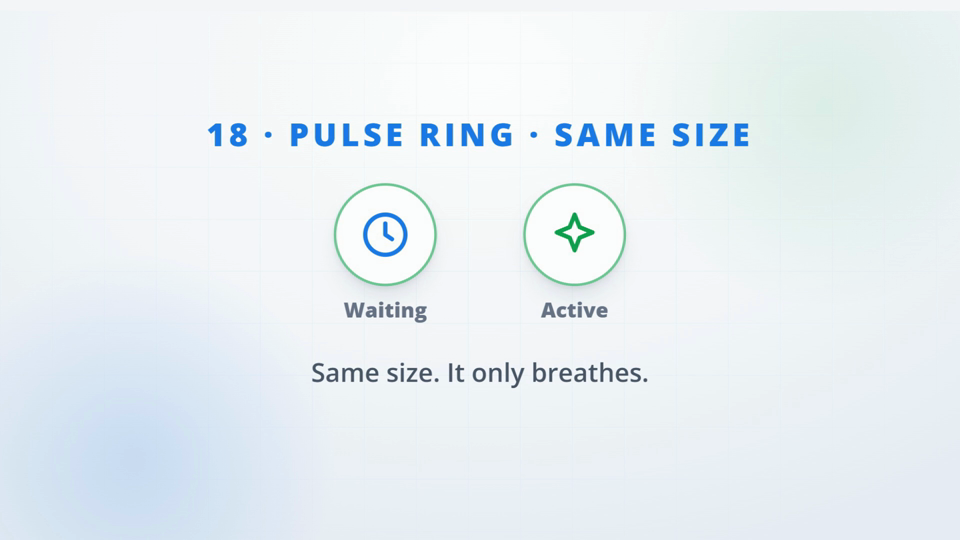 18 · PULSE RING · SAME SIZE
Waiting
Active
Same size. It only breathes.